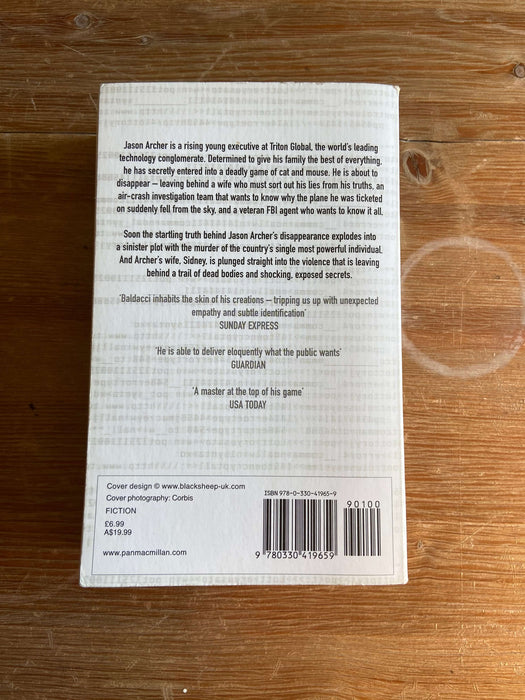 Jason Archer is a rising young executive at Triton Global, the world's leading
technology conglomerate. Determined to give his family the best of everything,
he has secretly entered into a deadly game of cat and mouse. He is about to
disappear – leaving behind a wife who must sort out his lies from his truths, an
air-crash investigation team that wants to know why the plane he was ticketed
on suddenly fell from the sky, and a veteran FBI agent who wants to know it all.
Soon the startling truth behind Jason Archer's disappearance explodes into
a sinister plot with the murder of the country's single most powerful individual.
And Archer's wife, Sidney, is plunged straight into the violence that is leaving
behind a trail of dead bodies and shocking, exposed secrets.
'Baldacci inhabits the skin of his creations – tripping us up with unexpected
empathy and subtle identification'
SUNDAY EXPRESS
'He is able to deliver eloquently what the public wants'
GUARDIAN
'A master at the top of his game'
USA TODAY
Cover design © www.blacksheep-uk.com
Cover photography: Corbis
FICTION
£6.99
A$19.99
www.panmacmillan.com
ISBN 978-0-330-41965-9
90100
9 780330 419659